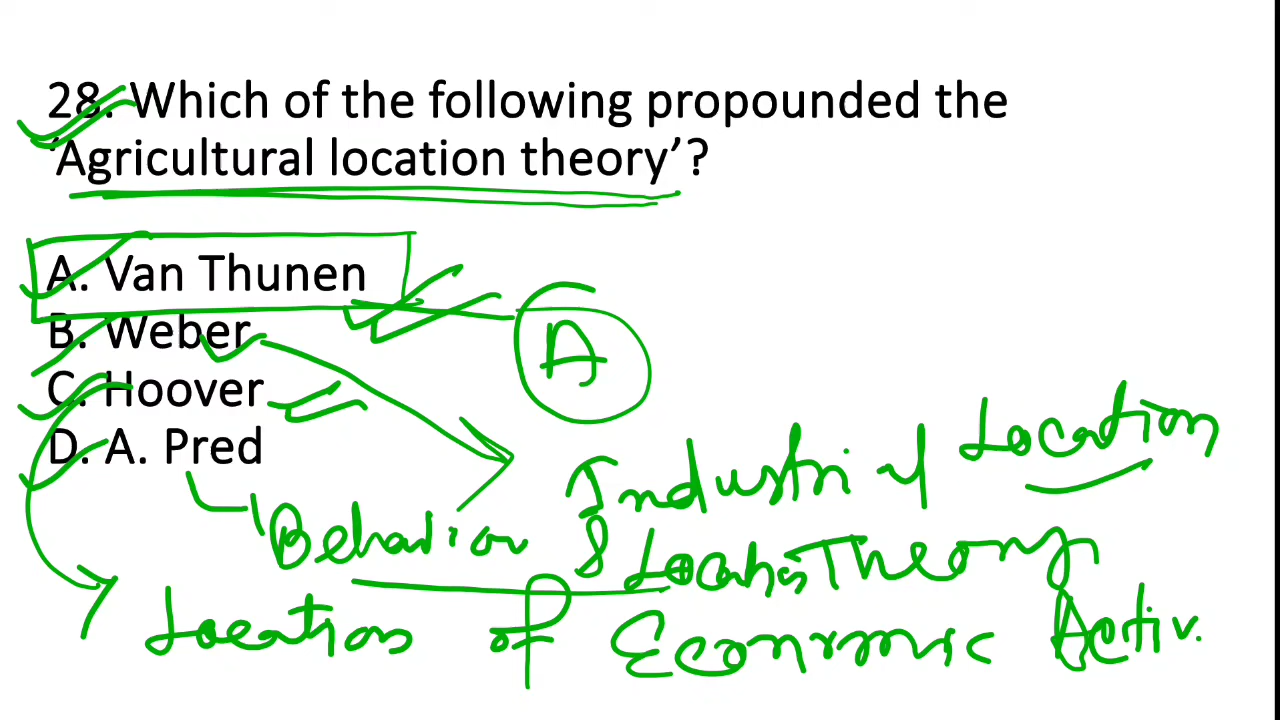 28. Which of the following propounded the
‘Agricultural location theory’?
A. Van Thunen
B. Weber
C. Hoover
D. A. Pred
A
Industrial Location
Theory
Behavior & Location
Location of Economic Activ.